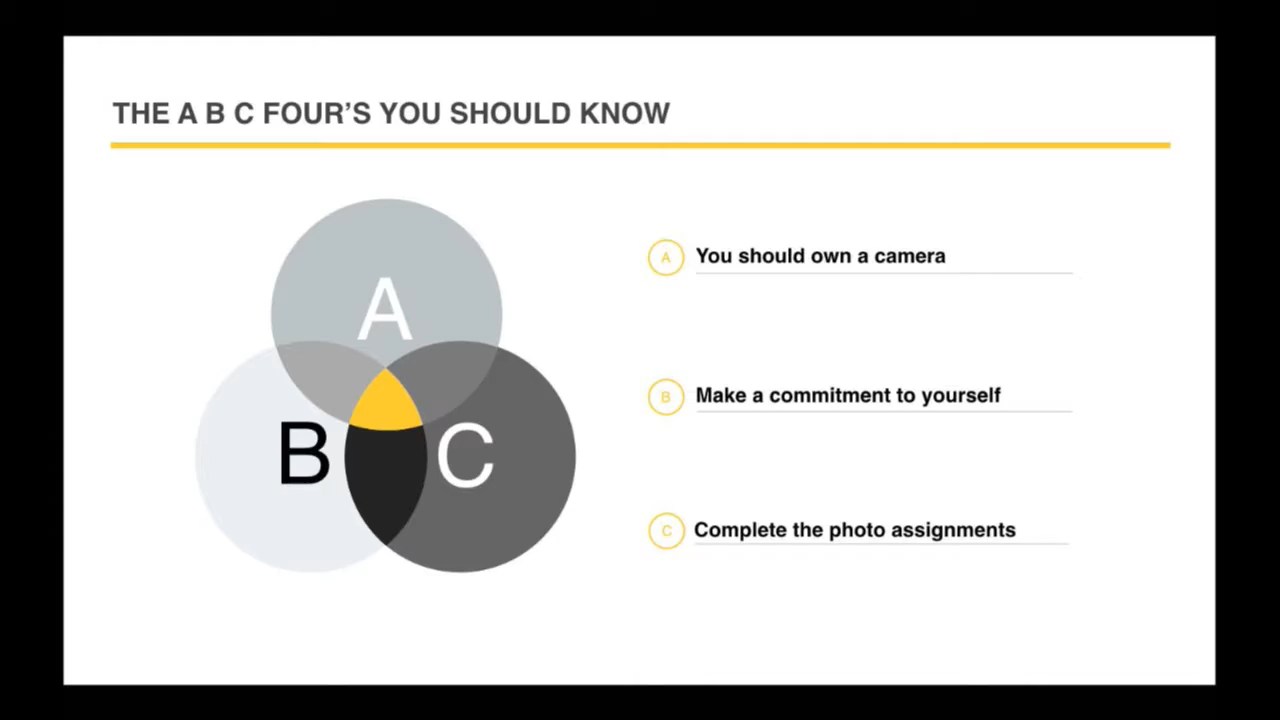 THE A B C FOUR’S YOU SHOULD KNOW
A
B
C
A You should own a camera
B Make a commitment to yourself
C Complete the photo assignments